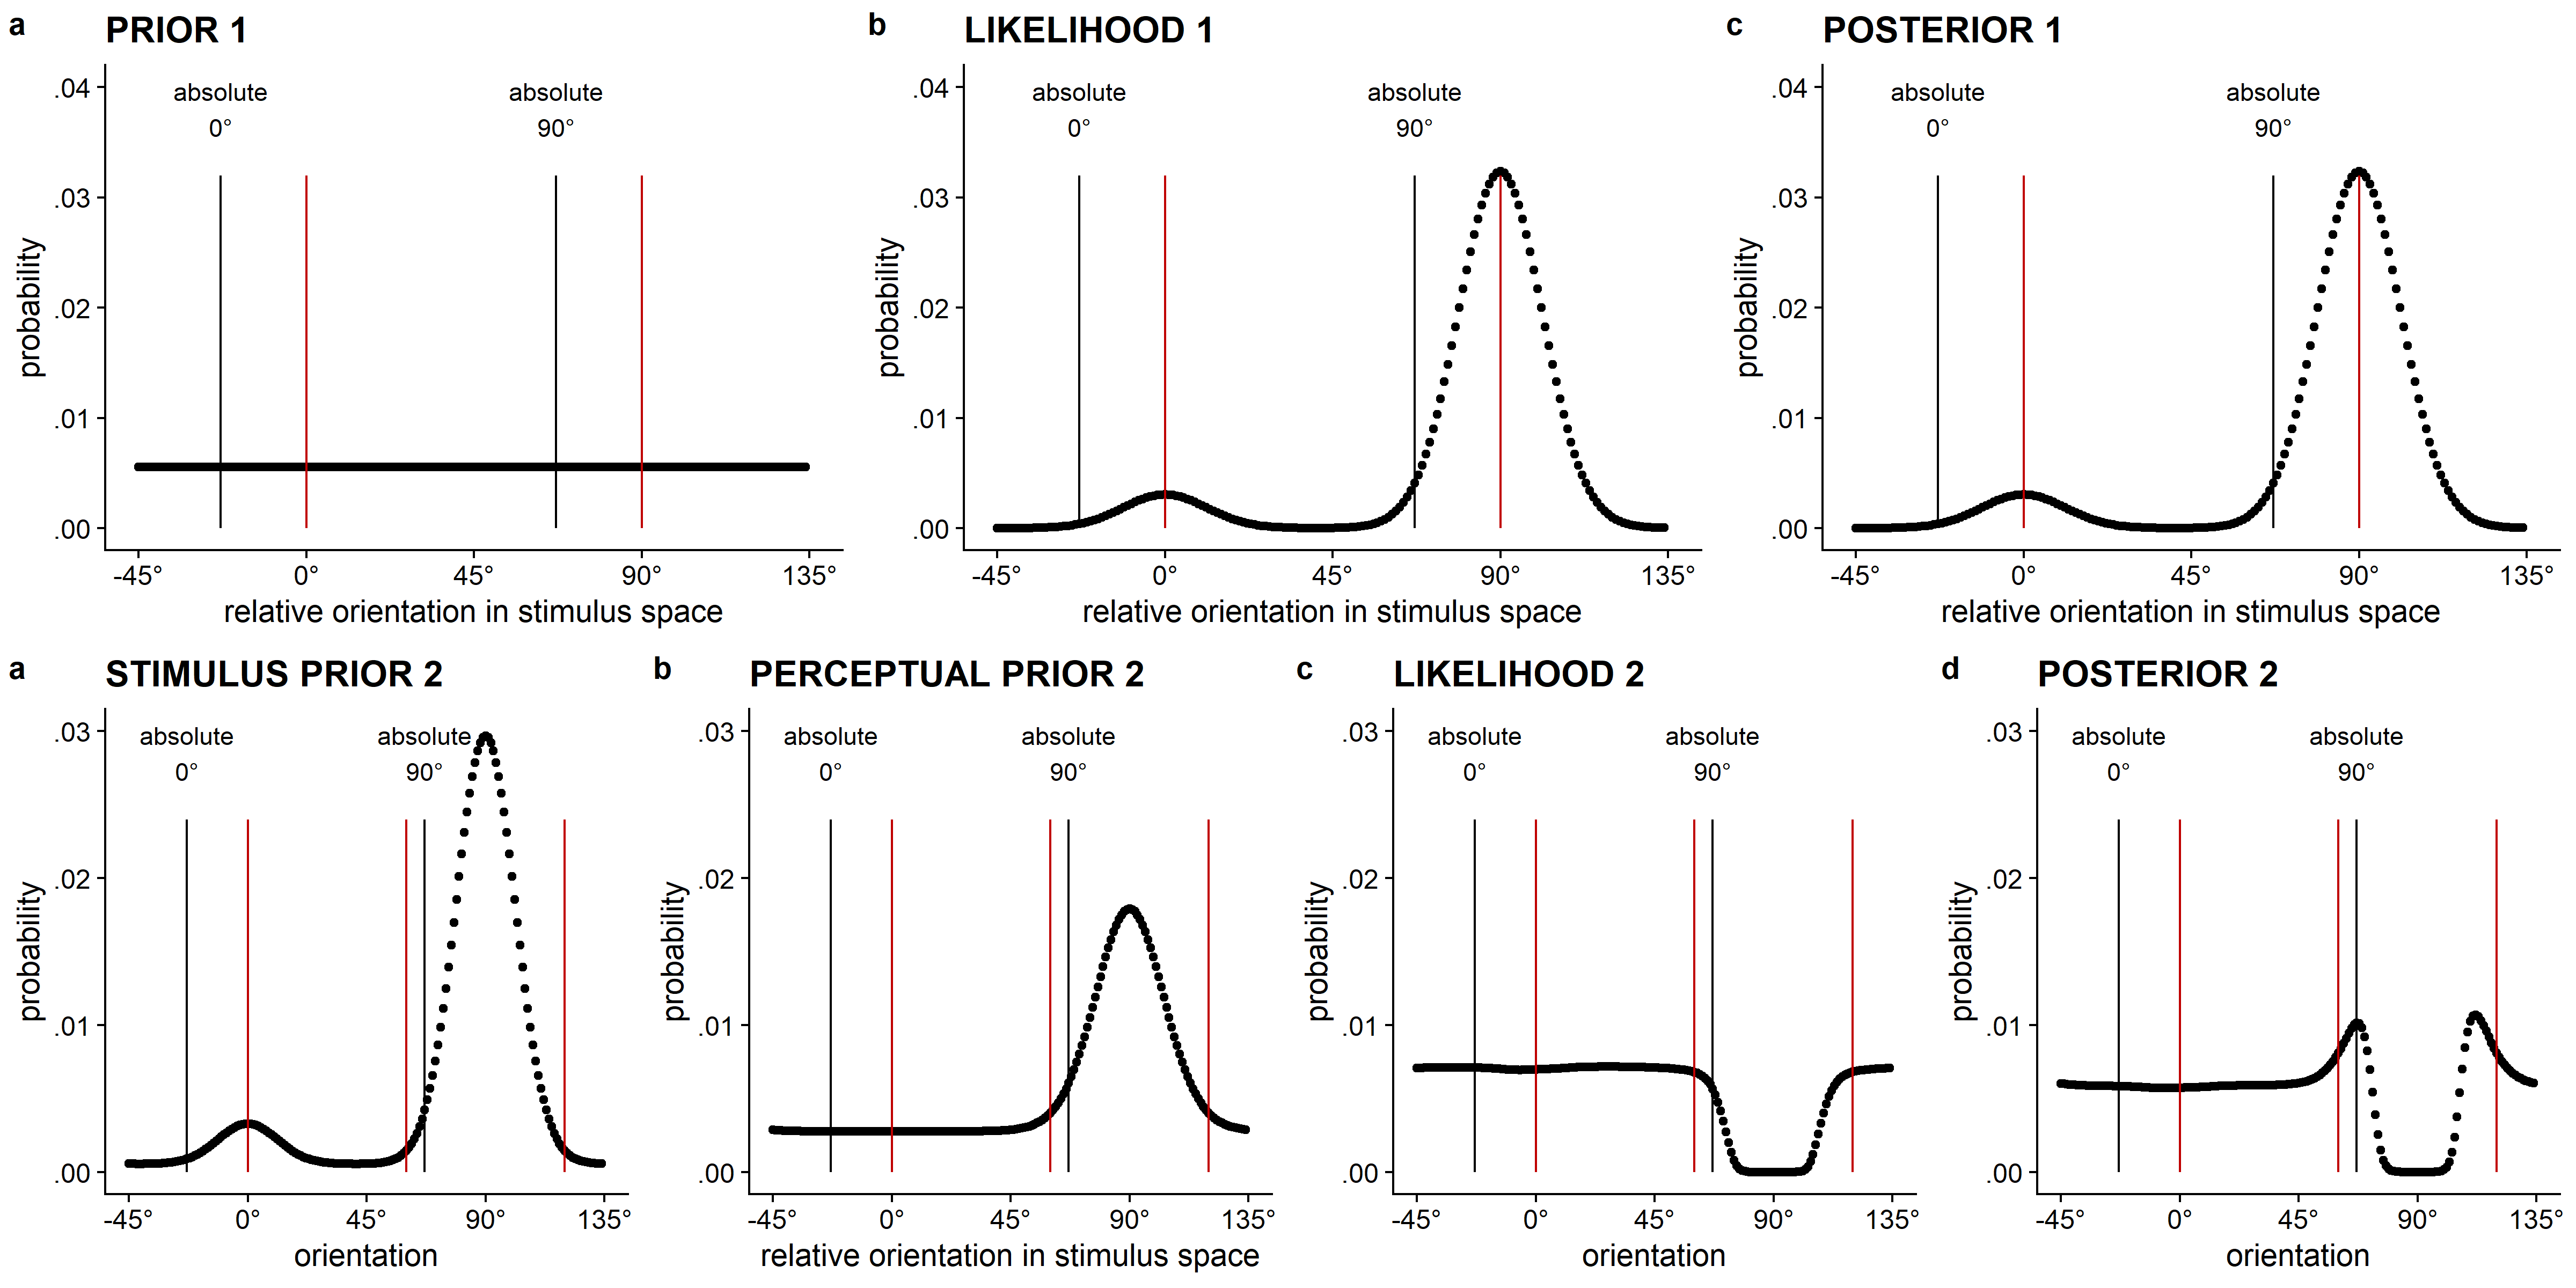 a PRIOR 1
.04
.03
.02
.01
.00
probability
absolute
0°
absolute
90°
-45° 0° 45° 90° 135°
relative orientation in stimulus space
b LIKELIHOOD 1
.04
.03
.02
.01
.00
probability
absolute
0°
absolute
90°
-45° 0° 45° 90° 135°
relative orientation in stimulus space
c POSTERIOR 1
.04
.03
.02
.01
.00
probability
absolute
0°
absolute
90°
-45° 0° 45° 90° 135°
relative orientation in stimulus space
a STIMULUS PRIOR 2
.03
.02
.01
.00
probability
absolute
0°
absolute
90°
-45° 0° 45° 90° 135°
orientation
b PERCEPTUAL PRIOR 2
.03
.02
.01
.00
probability
absolute
0°
absolute
90°
-45° 0° 45° 90° 135°
relative orientation in stimulus space
c LIKELIHOOD 2
.03
.02
.01
.00
probability
absolute
0°
absolute
90°
-45° 0° 45° 90° 135°
orientation
d POSTERIOR 2
.03
.02
.01
.00
probability
absolute
0°
absolute
90°
-45° 0° 45° 90° 135°
orientation